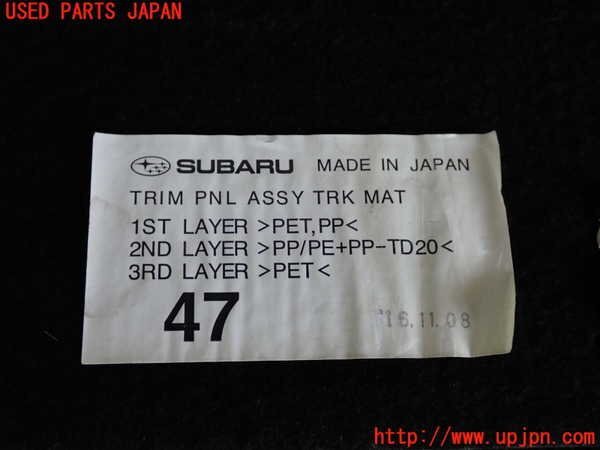 USED PARTS JAPAN
SUBARU MADE IN JAPAN
TRIM PNL ASSY TRK MAT
1ST LAYER >PET,PP<
2ND LAYER >PP/PE+PP-TD20<
3RD LAYER >PET<
47
16.11.08
http://www.upjpn.com/